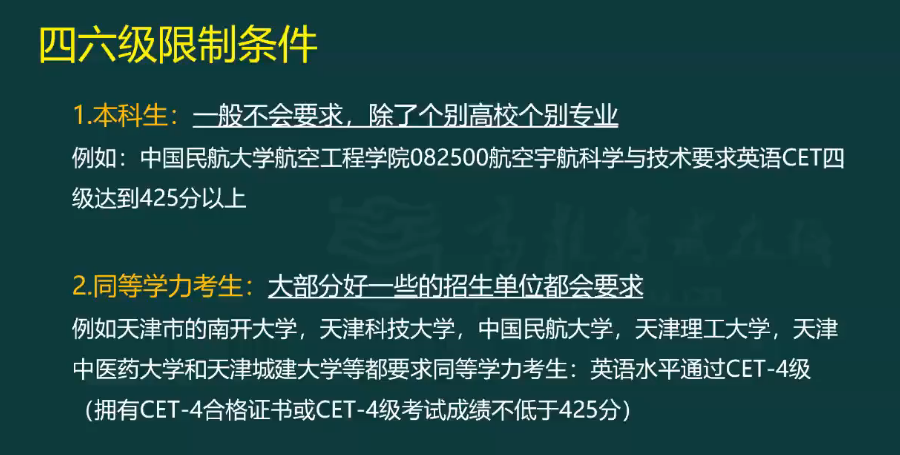 四六级限制条件
1.本科生：一般不会要求，除了个别高校个别专业
例如：中国民航大学航空工程学院082500航空宇航科学与技术要求英语CET四
级达到425分以上
2.同等学力考生：大部分好一些的招生单位都会要求
例如天津市的南开大学，天津科技大学，中国民航大学，天津理工大学，天津
中医药大学和天津城建大学等都要求同等学力考生：英语水平通过CET-4级
（拥有CET-4合格证书或CET-4级考试成绩不低于425分）